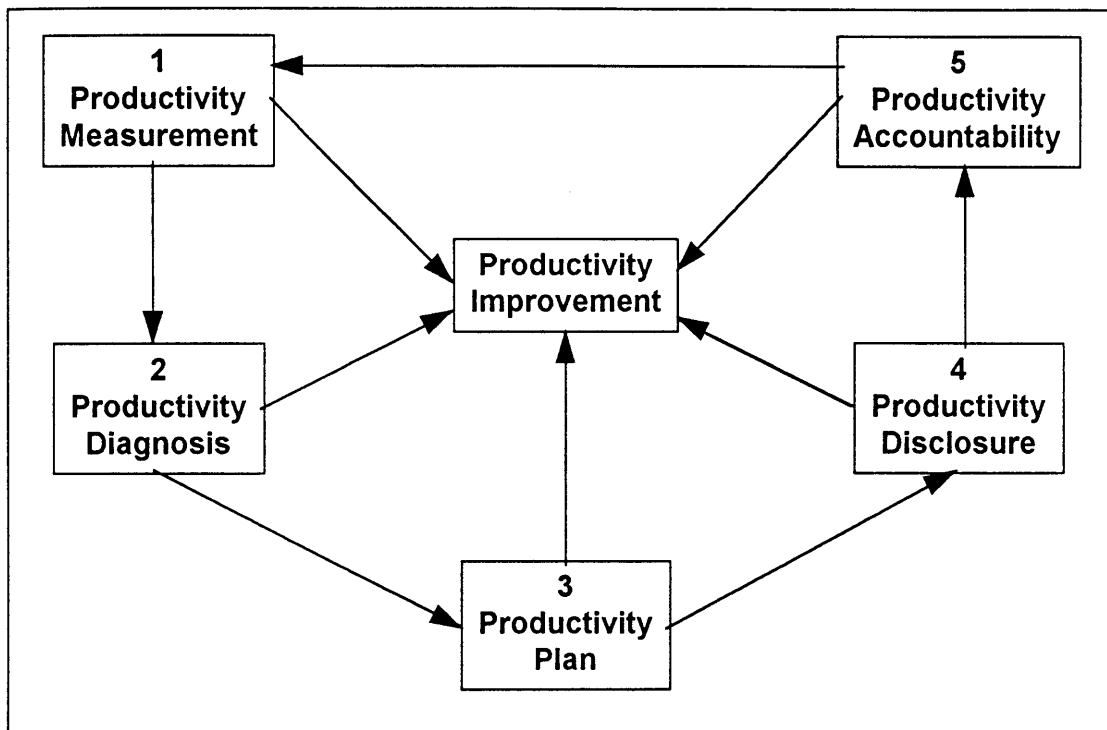 1
Productivity
Measurement
5
Productivity
Accountability
Productivity
Improvement
2
Productivity
Diagnosis
4
Productivity
Disclosure
3
Productivity
Plan